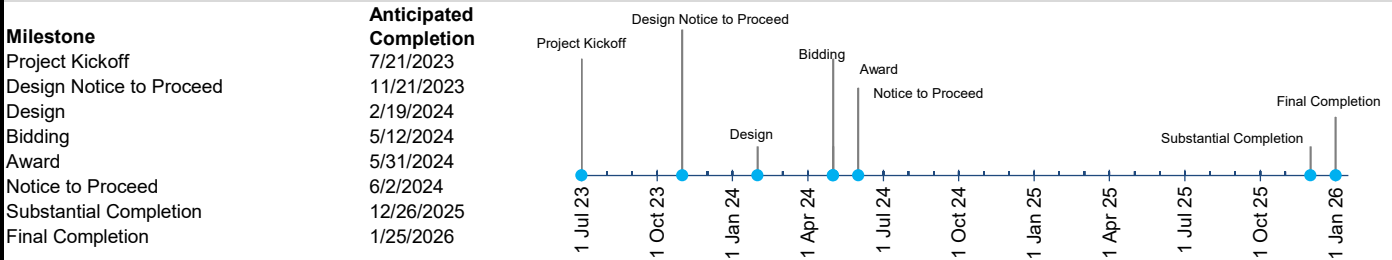 Milestone Anticipated Completion
Project Kickoff 7/21/2023
Design Notice to Proceed 11/21/2023
Design 2/19/2024
Bidding 5/12/2024
Award 5/31/2024
Notice to Proceed 6/2/2024
Substantial Completion 12/26/2025
Final Completion 1/25/2026
Design Notice to Proceed
Project Kickoff
Bidding
Award
Notice to Proceed
Final Completion
Design
Substantial Completion
1 Jul 23
1 Oct 23
1 Jan 24
1 Apr 24
1 Jul 24
1 Oct 24
1 Jan 25
1 Apr 25
1 Jul 25
1 Oct 25
1 Jan 26